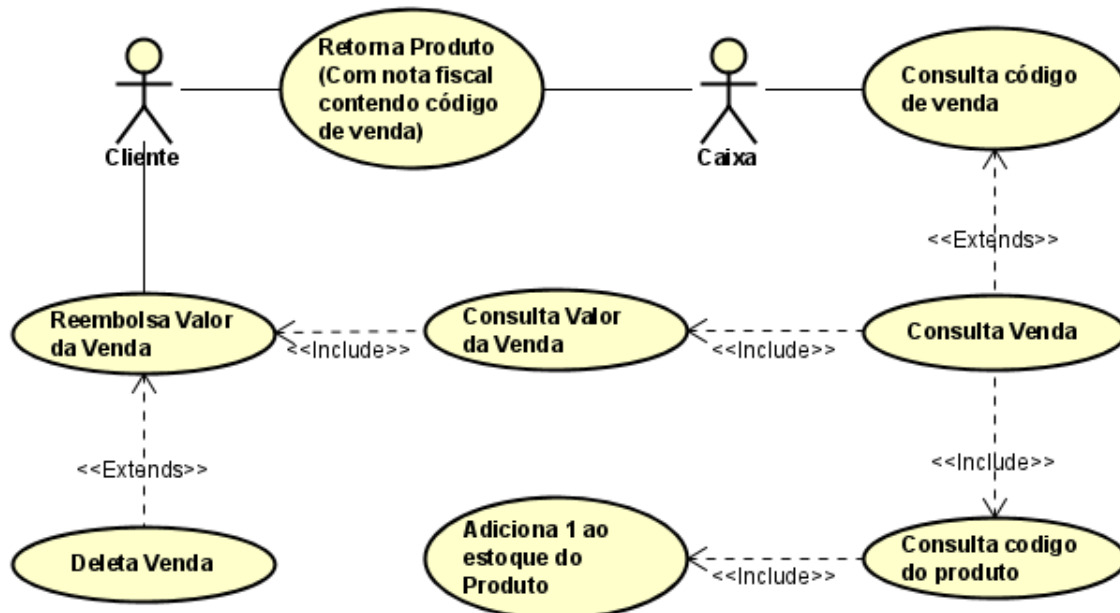 Retorna Produto
(Com nota fiscal
contendo código
de venda)
Consulta código
de venda
Cliente
Caixa
<<Extends>>
Reembolsa Valor
da Venda
<<Include>>
Consulta Valor
da Venda
<<Include>>
Consulta Venda
<<Extends>>
<<Include>>
Deleta Venda
Adiciona 1 ao
estoque do
Produto
<<Include>>
Consulta codigo
do produto